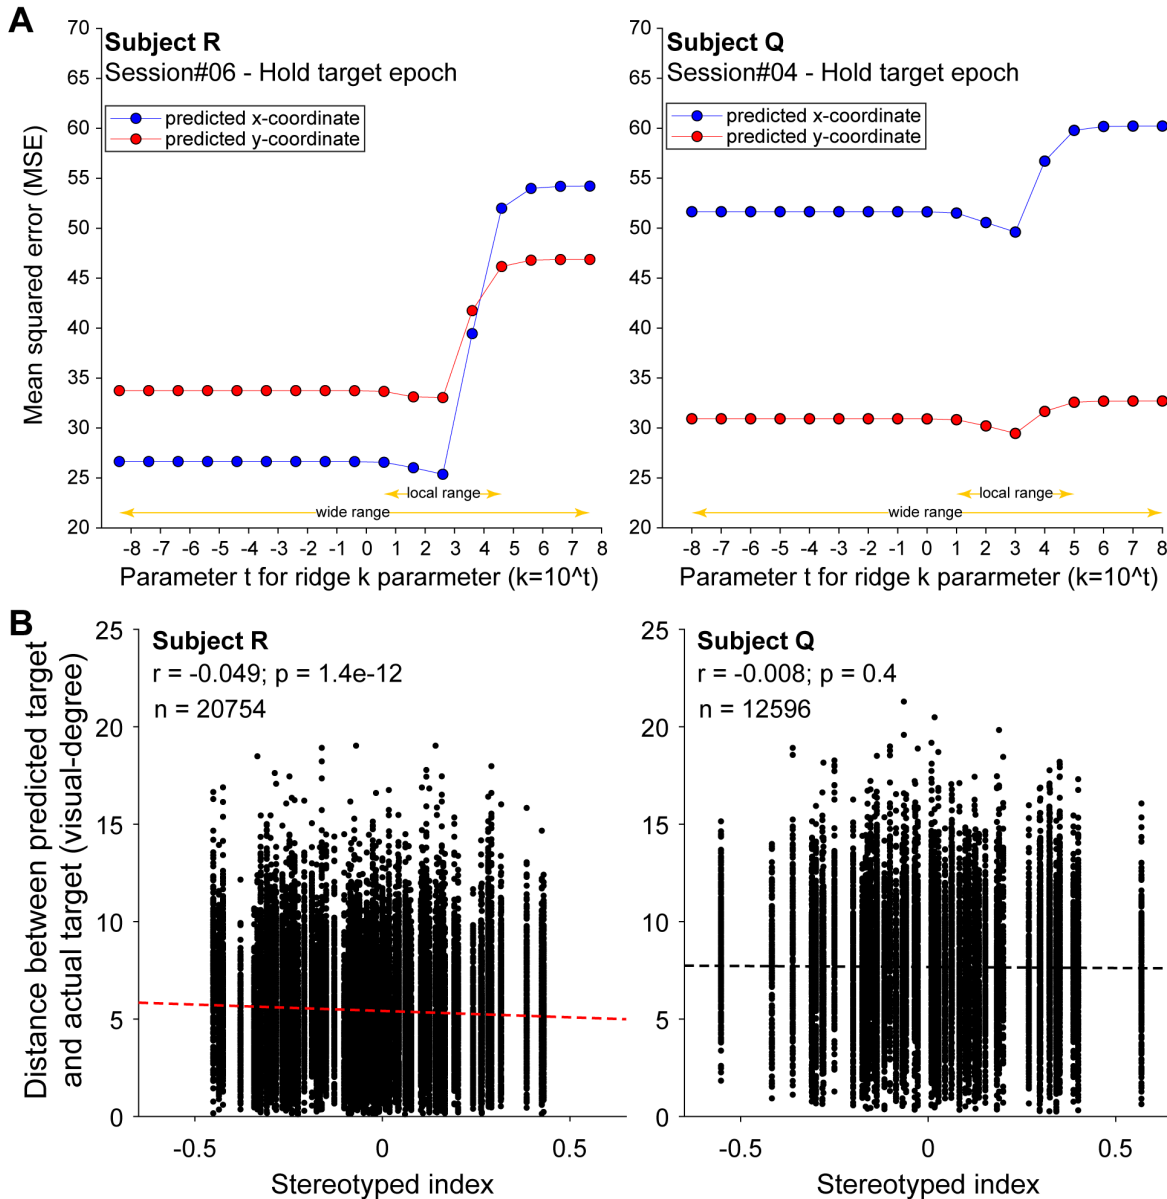 A
Subject R
Session#06 - Hold target epoch
predicted x-coordinate
predicted y-coordinate
Mean squared error (MSE)
70
65
60
55
50
45
40
35
30
25
20
local range
wide range
-8 -7 -6 -5 -4 -3 -2 -1 0 1 2 3 4 5 6 7 8
Parameter t for ridge k pararmeter (k=10^t)
Subject Q
Session#04 - Hold target epoch
predicted x-coordinate
predicted y-coordinate
70
65
60
55
50
45
40
35
30
25
20
local range
wide range
-8 -7 -6 -5 -4 -3 -2 -1 0 1 2 3 4 5 6 7 8
Parameter t for ridge k pararmeter (k=10^t)
B
Distance between predicted target
and actual target (visual-degree)
Subject R
r = -0.049; p = 1.4e-12
n = 20754
25
20
15
10
5
0
-0.5 0 0.5
Stereotyped index
Subject Q
r = -0.008; p = 0.4
n = 12596
25
20
15
10
5
0
-0.5 0 0.5
Stereotyped index